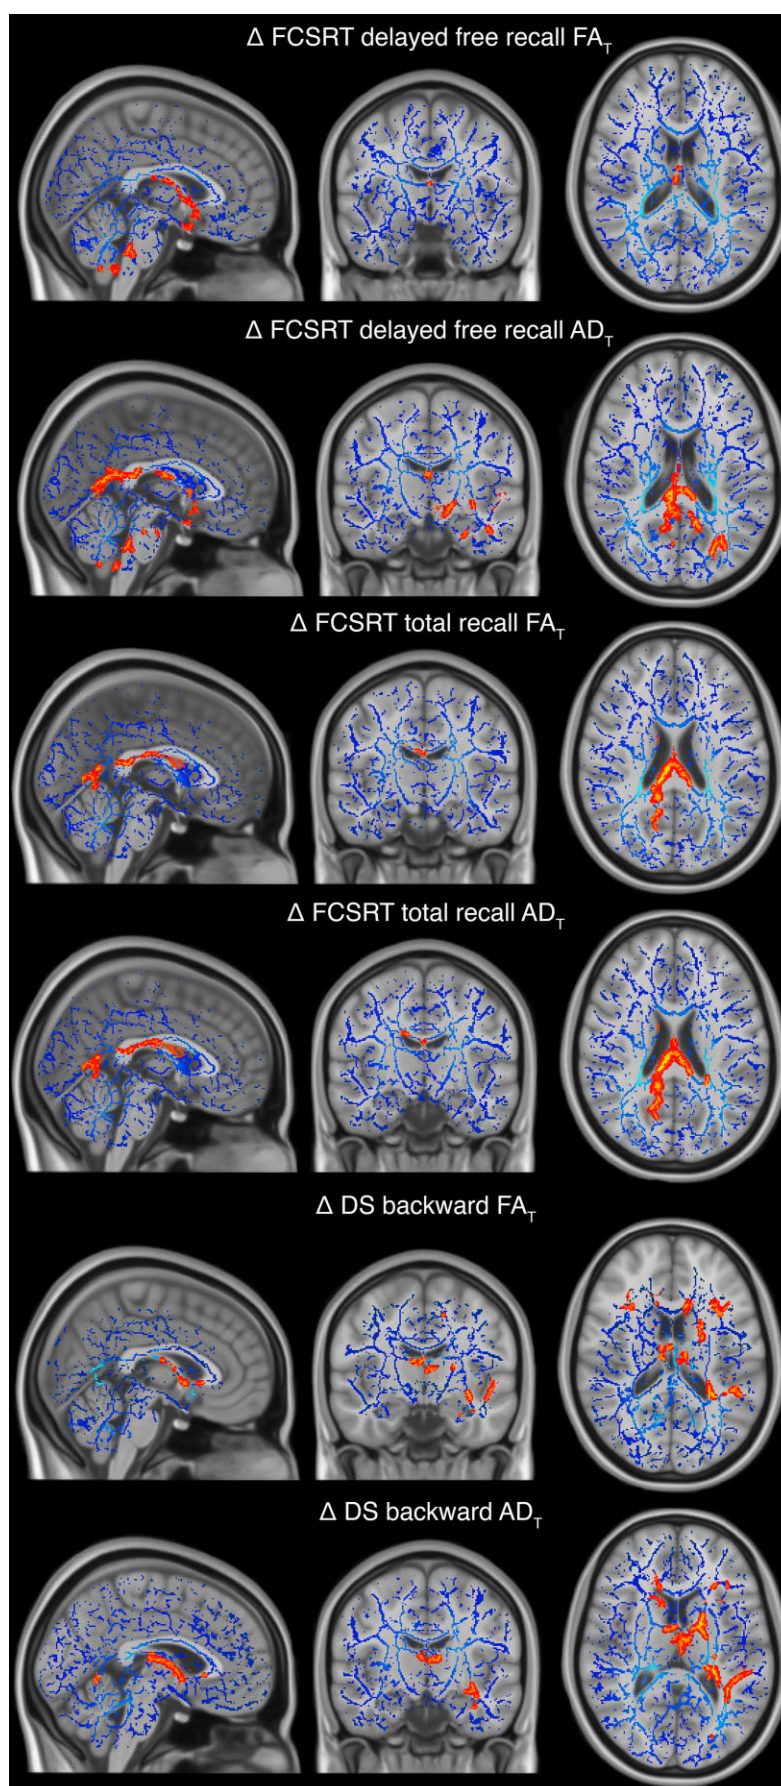 Δ FCSRT delayed free recall FA_T
Δ FCSRT delayed free recall AD_T
Δ FCSRT total recall FA_T
Δ FCSRT total recall AD_T
Δ DS backward FA_T
Δ DS backward AD_T